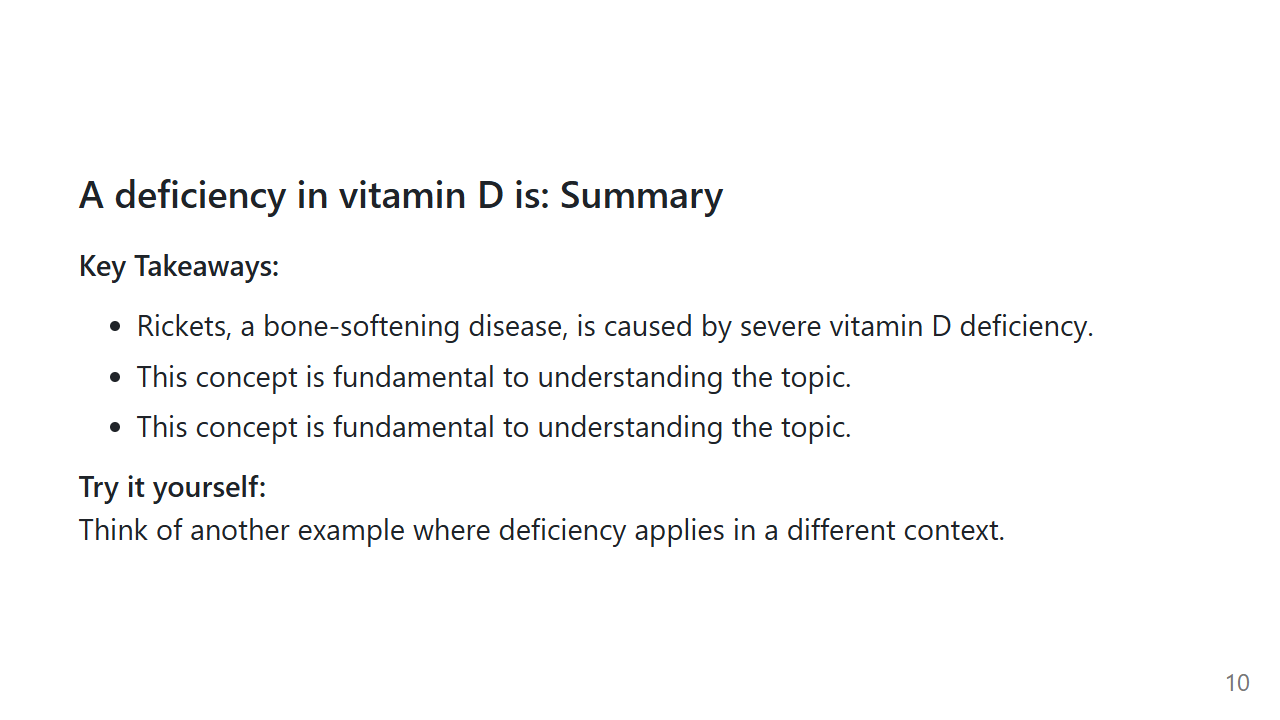 A deficiency in vitamin D is: Summary
Key Takeaways:
• Rickets, a bone-softening disease, is caused by severe vitamin D deficiency.
• This concept is fundamental to understanding the topic.
• This concept is fundamental to understanding the topic.
Try it yourself:
Think of another example where deficiency applies in a different context.
10